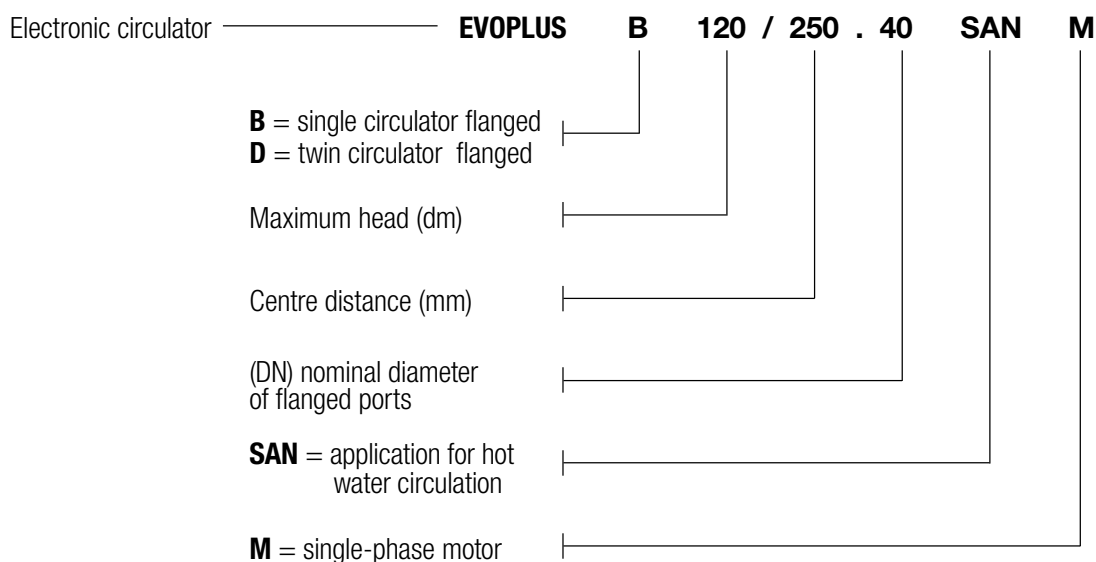 Electronic circulator EVOPLUS B 120 / 250 . 40 SAN M
B = single circulator flanged
D = twin circulator flanged
Maximum head (dm)
Centre distance (mm)
(DN) nominal diameter
of flanged ports
SAN = application for hot
water circulation
M = single-phase motor